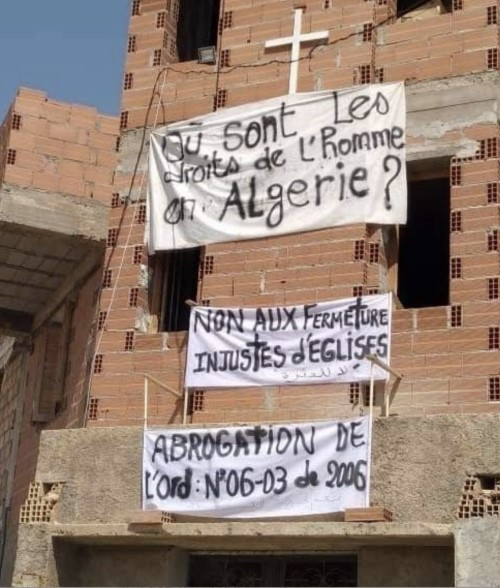 Où sont Les
droits de L'homme
en ALgerie ?
NON AUX FERMETURE
INJUSTES d'EGLISES
ABROGATION DE
L'ord : N°06-03 de 2006